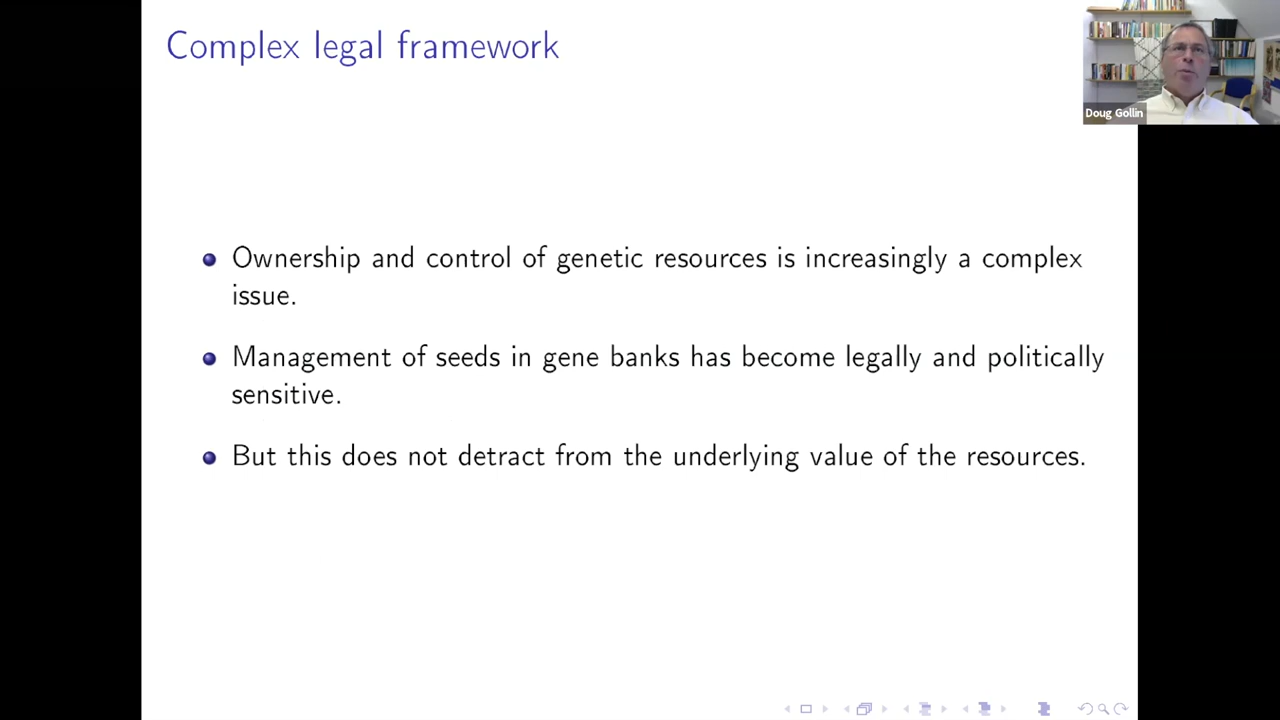 Complex legal framework
Doug Gollin
Ownership and control of genetic resources is increasingly a complex
issue.
Management of seeds in gene banks has become legally and politically
sensitive.
But this does not detract from the underlying value of the resources.